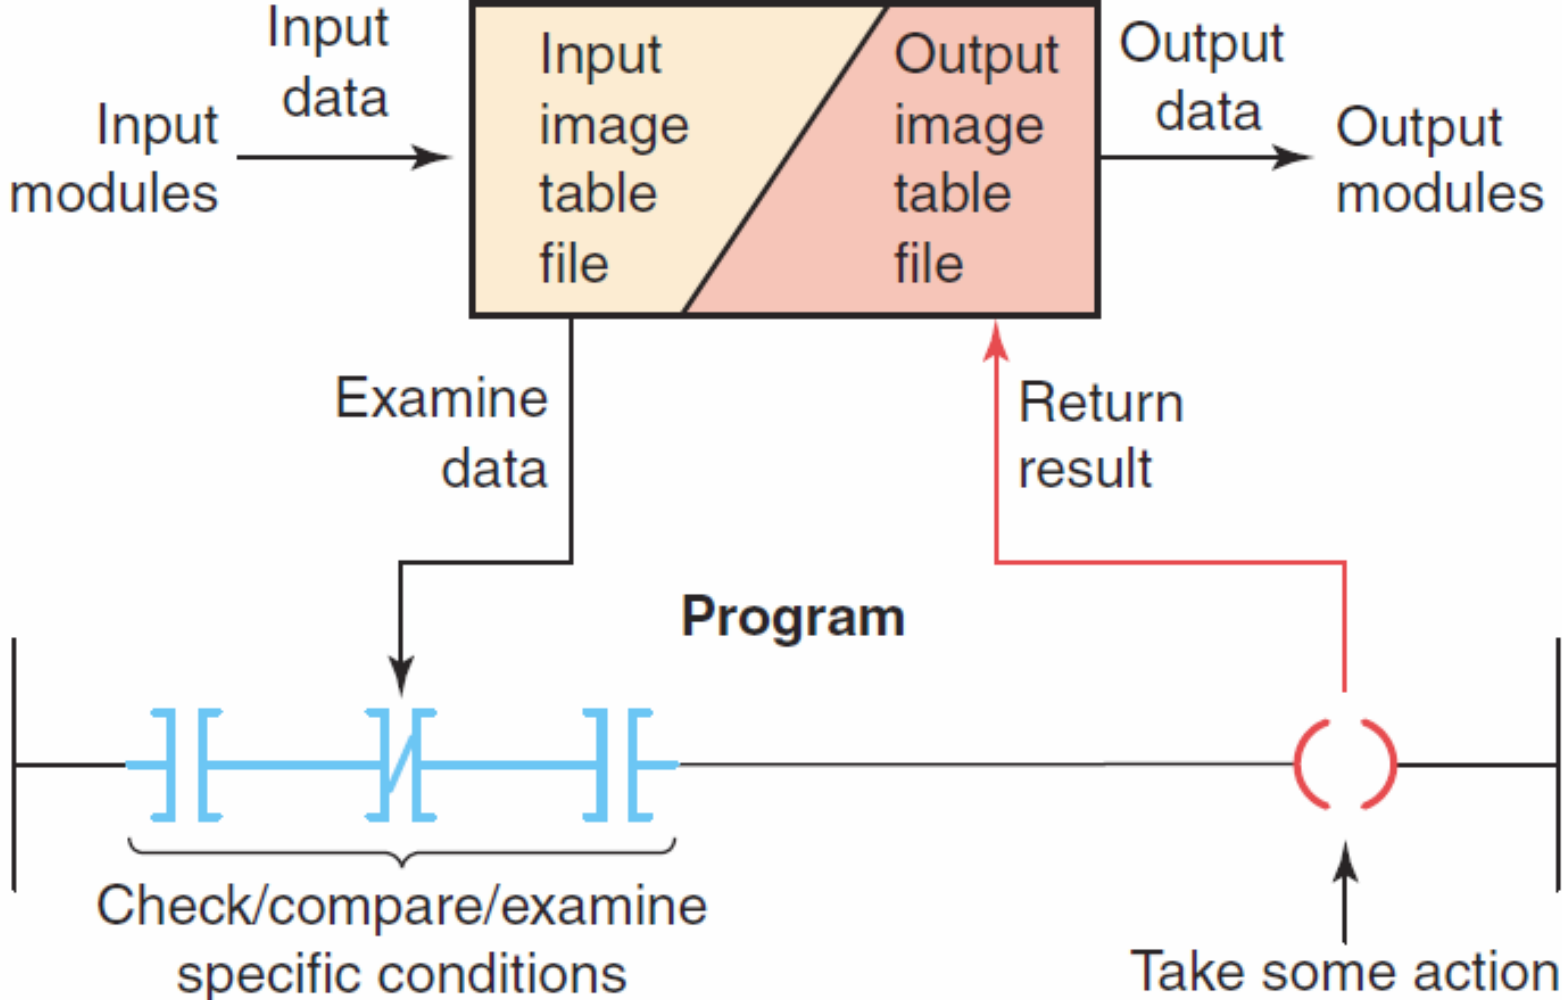 Input
data
Input
modules
Input
image
table
file
Output
image
table
file
Output
data
Output
modules
Examine
data
Return
result
Program
Check/compare/examine
specific conditions
Take some action